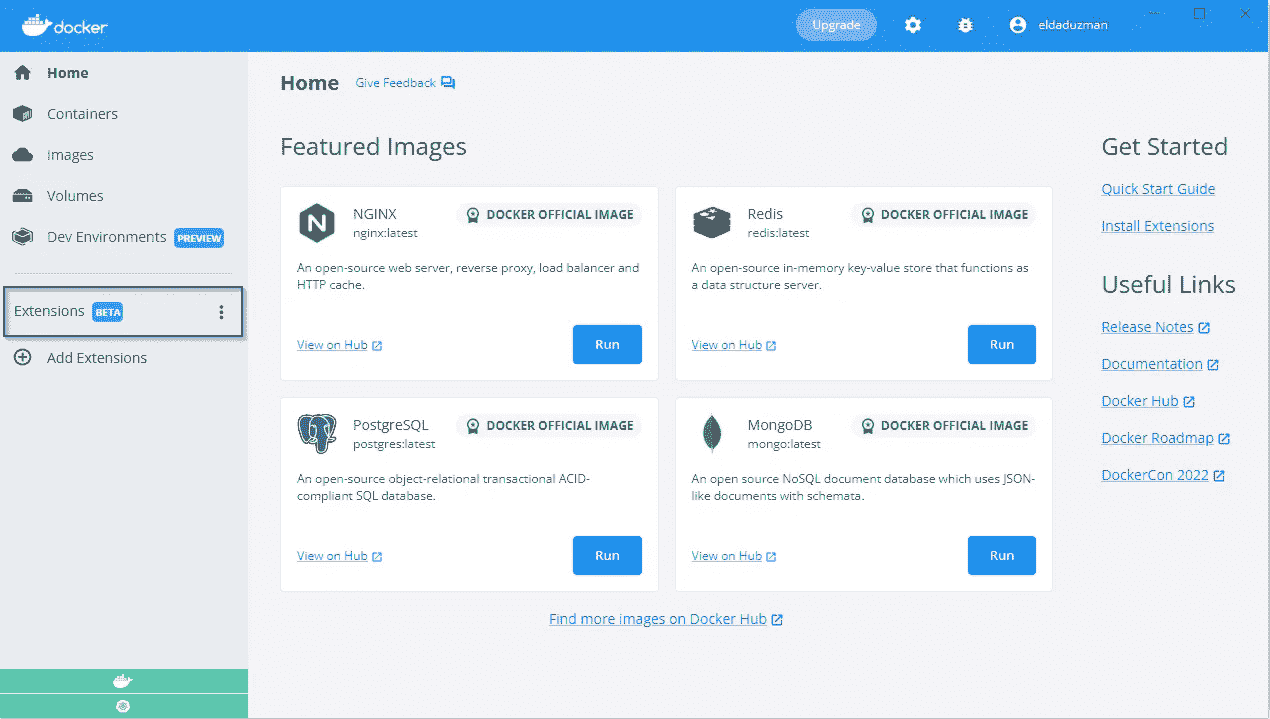 docker
Upgrade
eldaduzman
Home
Containers
Images
Volumes
Dev Environments PREVIEW
Extensions BETA
Add Extensions
Home Give Feedback
Featured Images
NGINX DOCKER OFFICIAL IMAGE
nginx:latest
An open-source web server, reverse proxy, load balancer and
HTTP cache.
View on Hub Run
Redis DOCKER OFFICIAL IMAGE
redis:latest
An open-source in-memory key-value store that functions as
a data structure server.
View on Hub Run
PostgreSQL DOCKER OFFICIAL IMAGE
postgres:latest
An open-source object-relational transactional ACID-
compliant SQL database.
View on Hub Run
MongoDB DOCKER OFFICIAL IMAGE
mongo:latest
An open source NoSQL document database which uses JSON-
like documents with schemata.
View on Hub Run
Find more images on Docker Hub
Get Started
Quick Start Guide
Install Extensions
Useful Links
Release Notes
Documentation
Docker Hub
Docker Roadmap
DockerCon 2022